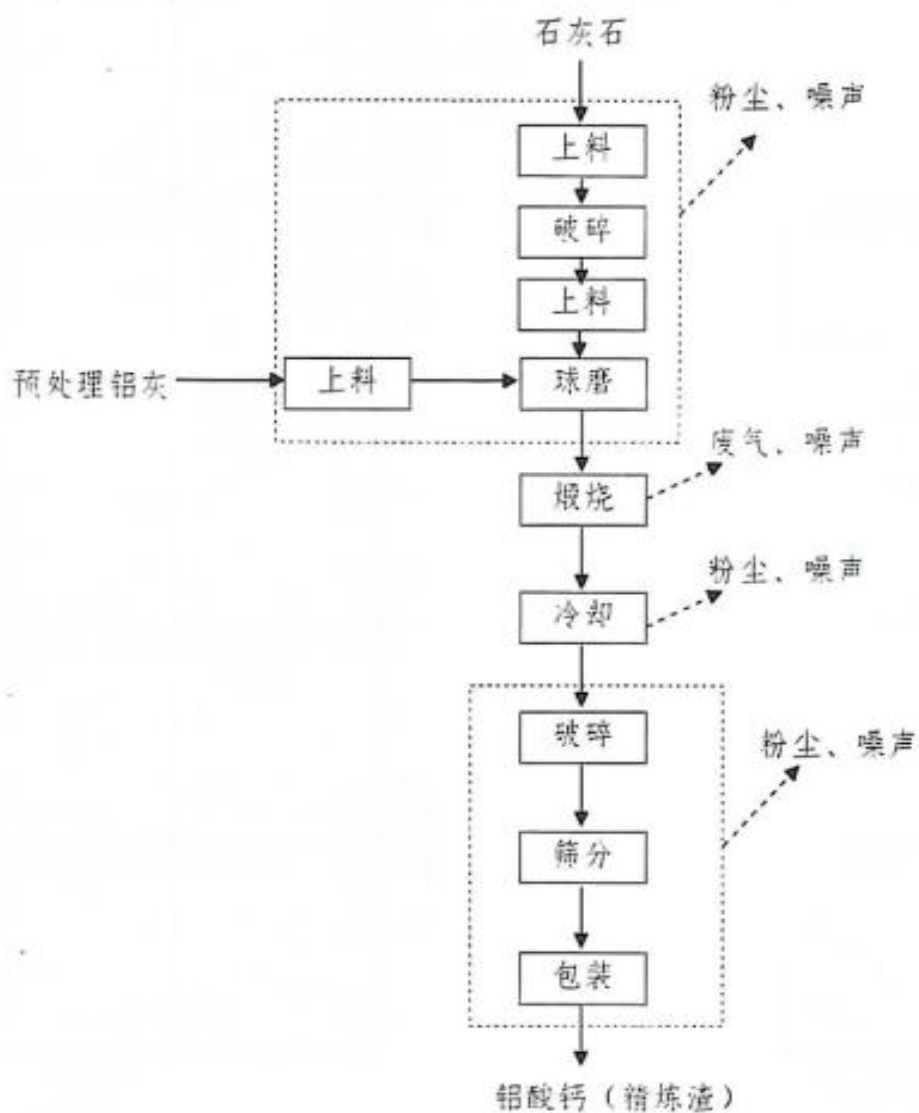 石灰石
粉尘、噪声
上料
破碎
上料
预处理铝灰
上料
球磨
废气、噪声
煅烧
粉尘、噪声
冷却
破碎
粉尘、噪声
筛分
包装
铝酸钙（精炼渣）